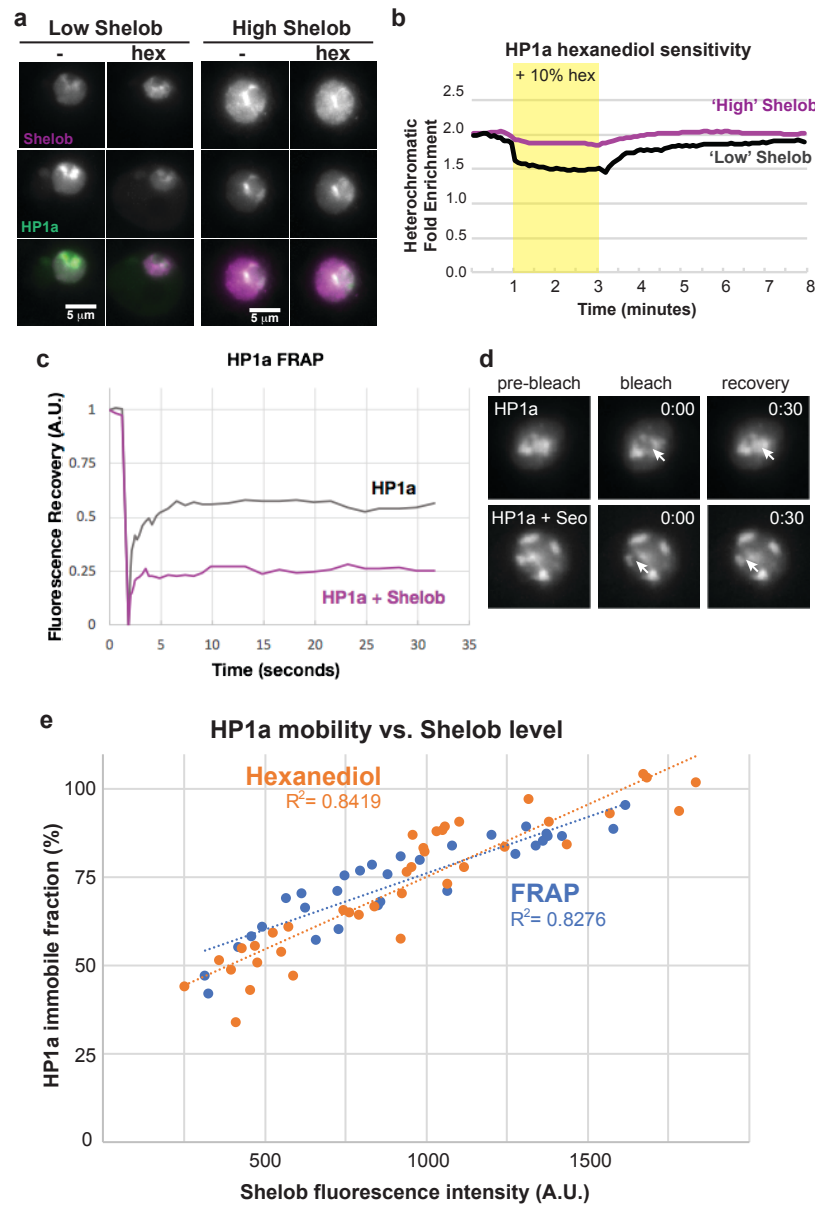 a
Low Shelob
High Shelob
- hex - hex
Shelob
HP1a
5 μm
5 μm
b
HP1a hexanediol sensitivity
+ 10% hex
2.5
2.0
1.5
1.0
0.5
0.0
Heterochromatic
Fold Enrichment
'High' Shelob
'Low' Shelob
1 2 3 4 5 6 7 8
Time (minutes)
c
HP1a FRAP
Fluorescence Recovery (A.U.)
1
0.75
0.5
0.25
0
HP1a
HP1a + Shelob
0 5 10 15 20 25 30 35
Time (seconds)
d
pre-bleach bleach recovery
HP1a 0:00 0:30
HP1a + Seo 0:00 0:30
e
HP1a mobility vs. Shelob level
HP1a immobile fraction (%)
100
75
50
25
0
Hexanediol
R²= 0.8419
FRAP
R²= 0.8276
500 1000 1500
Shelob fluorescence intensity (A.U.)